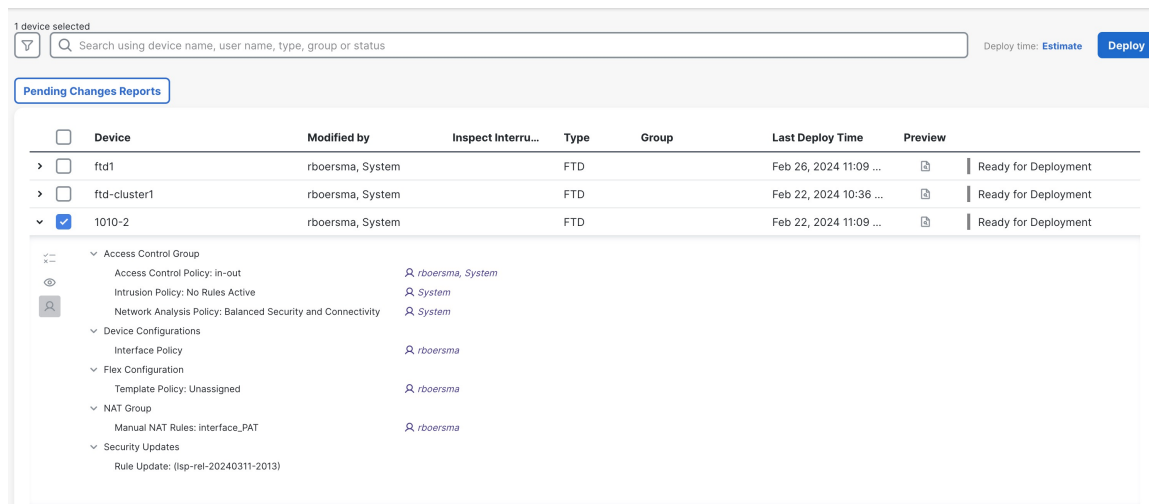 1 device selected
Search using device name, user name, type, group or status
Deploy time: Estimate
Deploy
Pending Changes Reports
Device Modified by Inspect Interru... Type Group Last Deploy Time Preview
ftd1 rboersma, System FTD Feb 26, 2024 11:09 ... Ready for Deployment
ftd-cluster1 rboersma, System FTD Feb 22, 2024 10:36 ... Ready for Deployment
1010-2 rboersma, System FTD Feb 22, 2024 11:09 ... Ready for Deployment
Access Control Group
Access Control Policy: in-out rboersma, System
Intrusion Policy: No Rules Active System
Network Analysis Policy: Balanced Security and Connectivity System
Device Configurations
Interface Policy rboersma
Flex Configuration
Template Policy: Unassigned rboersma
NAT Group
Manual NAT Rules: interface_PAT rboersma
Security Updates
Rule Update: (lsp-rel-20240311-2013)